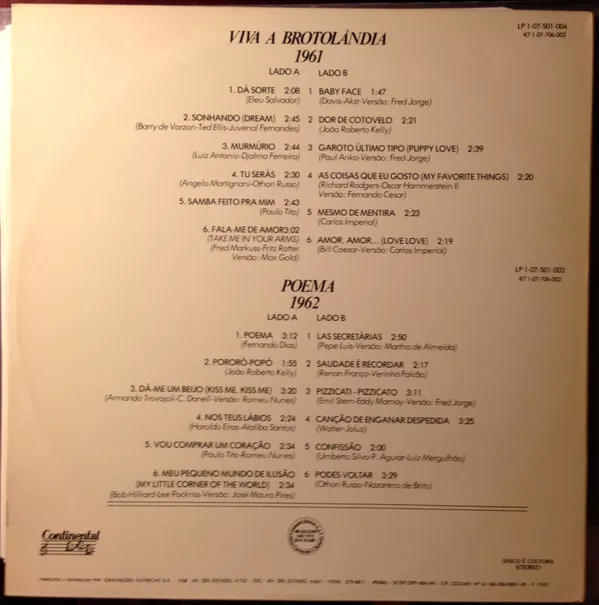 VIVA A BROTOLÂNDIA
1961
LP 1-07-501-004
K7 1-07-706-002
LADO A
1. DÁ SORTE 2:08
(Eleu Salvador)
2. SONHANDO (DREAM) 2:45
(Barry de Vorzon-Ted Ellis-Juvenal Fernandes)
3. MURMÚRIO 2:44
(Luiz Antonio-Djalma Ferreira)
4. TU SERÁS 2:30
(Angelo Martignani-Othon Russo)
5. SAMBA FEITO PRA MIM 2:43
(Paulo Tito)
6. FALA-ME DE AMOR3:02
(TAKE ME IN YOUR ARMS)
(Fred Markuss-Fritz Rotter
Versão: Max Gold)
LADO B
1 BABY FACE 1:47
(Davis-Akst-Versão: Fred Jorge)
2 DOR DE COTOVELO 2:21
(João Roberto Kelly)
3 GAROTO ÚLTIMO TIPO (PUPPY LOVE) 2:39
(Paul Anka-Versão: Fred Jorge)
4 AS COISAS QUE EU GOSTO (MY FAVORITE THINGS) 2:20
(Richard Rodgers-Oscar Hammerstein II
Versão: Fernando Cesar)
5 MESMO DE MENTIRA 2:23
(Carlos Imperial)
6 AMOR, AMOR... (LOVE LOVE) 2:19
(Bill Caesar-Versão: Carlos Imperial)
POEMA
1962
LP 1-07-501-003
K7 1-07-706-002
LADO A
1. POEMA 3:12
(Fernando Dias)
2. PORORÓ-POPÓ 1:55
(João Roberto Kelly)
3. DÁ-ME UM BEIJO (KISS ME, KISS ME) 3:20
(Armando Trovajoli-C. Danell-Versão: Romeu Nunes)
4. NOS TEUS LÁBIOS 2:24
(Haroldo Eiras-Ataliba Santos)
5. VOU COMPRAR UM CORAÇÃO 2:34
(Paulo Tito-Romeu Nunes)
6. MEU PEQUENO MUNDO DE ILUSÃO
(MY LITTLE CORNER OF THE WORLD) 2:34
(Bob Hilliard-Lee Pockriss-Versão: José Mauro Pires)
LADO B
1 LAS SECRETÁRIAS 2:50
(Pepe Luis-Versão: Martha de Almeida)
2 SAUDADE É RECORDAR 2:17
(Renan França-Verinho Falcão)
3 PIZZICATI - PIZZICATO 3:11
(Emil Stern-Eddy Marnay-Versão: Fred Jorge)
4 CANÇÃO DE ENGANAR DESPEDIDA 3:25
(Walter-Joluz)
5 CONFISSÃO 2:00
(Umberto Silva-P. Aguiar-Luiz Mergulhão)
6 PODES VOLTAR 3:29
(Othon Russo-Nazareno de Brito)
Continental
DISCO É CULTURA
STEREO